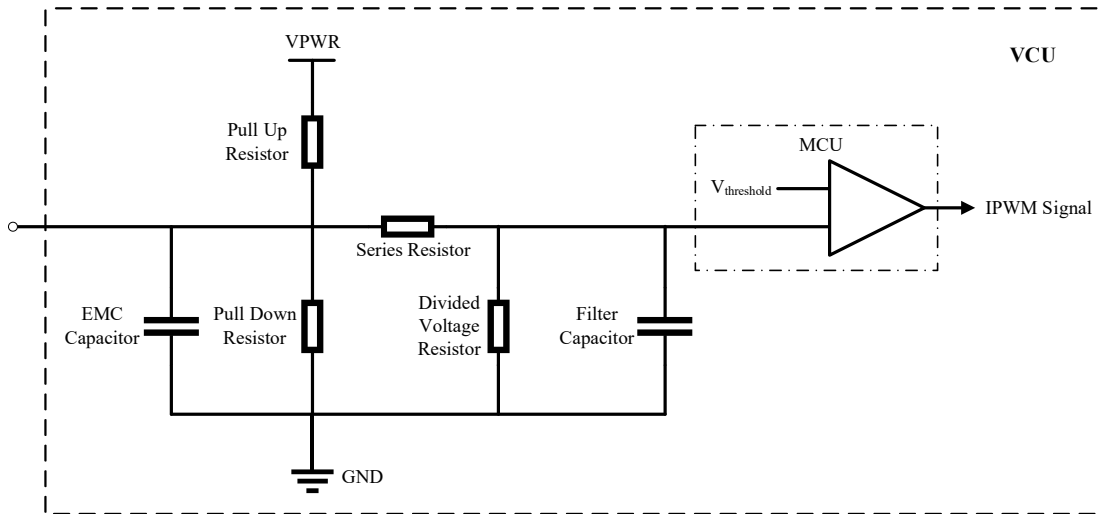 VPWR
VCU
Pull Up
Resistor
MCU
Vthreshold
IPWM Signal
Series Resistor
EMC
Capacitor
Pull Down
Resistor
Divided
Voltage
Resistor
Filter
Capacitor
GND